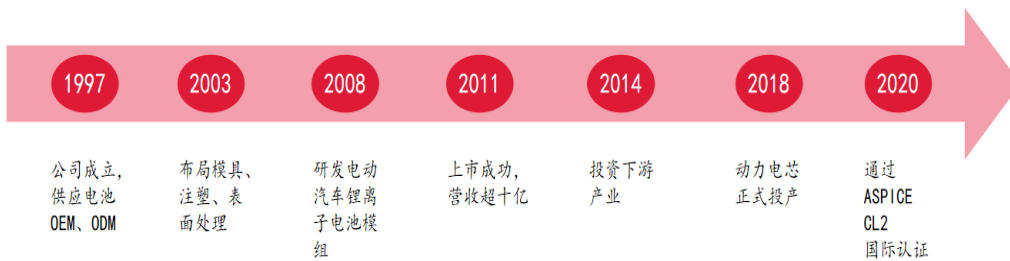 1997
2003
2008
2011
2014
2018
2020
公司成立,
供应电池
OEM、ODM
布局模具、
注塑、表
面处理
研发电动
汽车锂离
子电池模
组
上市成功,
营收超十亿
投资下游
产业
动力电芯
正式投产
通过
ASPICE
CL2
国际认证